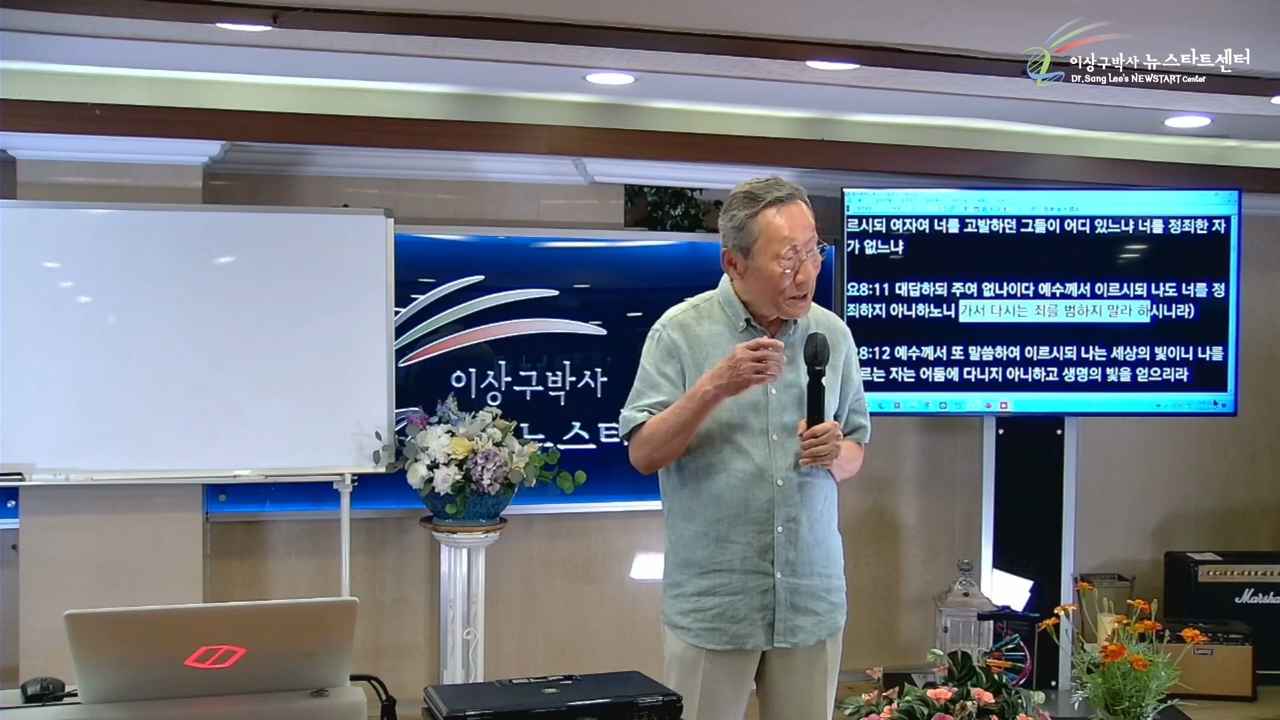 이상구박사 뉴스타트센터
Dr. Sang Lee's NEWSTART Center
르시되 여자여 너를 고발하던 그들이 어디 있느냐 너를 정죄한 자
가 없느냐
요8:11 대답하되 주여 없나이다 예수께서 이르시되 나도 너를 정
죄하지 아니하노니 가서 다시는 죄를 범하지 말라 하시니라)
8:12 예수께서 또 말씀하여 이르시되 나는 세상의 빛이니 나를
르는 자는 어둠에 다니지 아니하고 생명의 빛을 얻으리라
이상구박사
뉴스타
Marsha
Laney